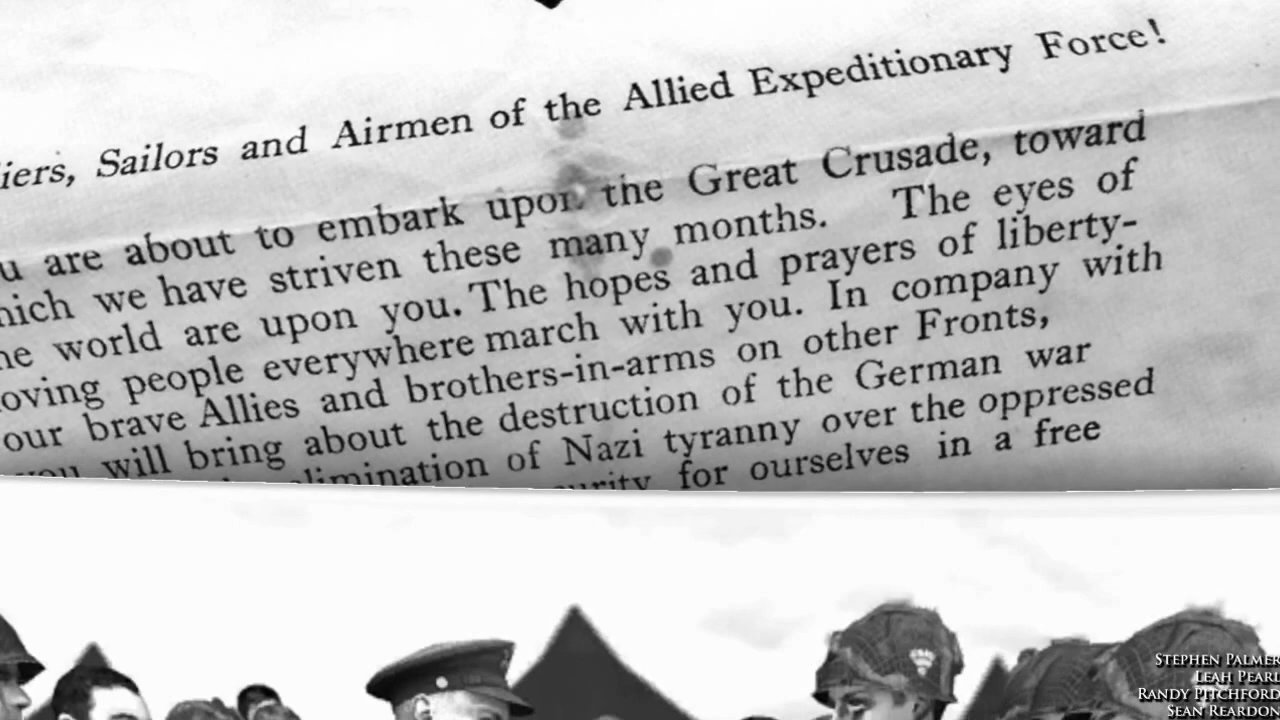 iers, Sailors and Airmen of the Allied Expeditionary Force!
u are about to embark upon the Great Crusade, toward
hich we have striven these many months. The eyes of
he world are upon you. The hopes and prayers of liberty-
oving people everywhere march with you. In company with
our brave Allies and brothers-in-arms on other Fronts,
you will bring about the destruction of the German war
elimination of Nazi tyranny over the oppressed
curity for ourselves in a free
STEPHEN PALMER
LEAH PEARL
RANDY PITCHFORD
SEAN REARDON